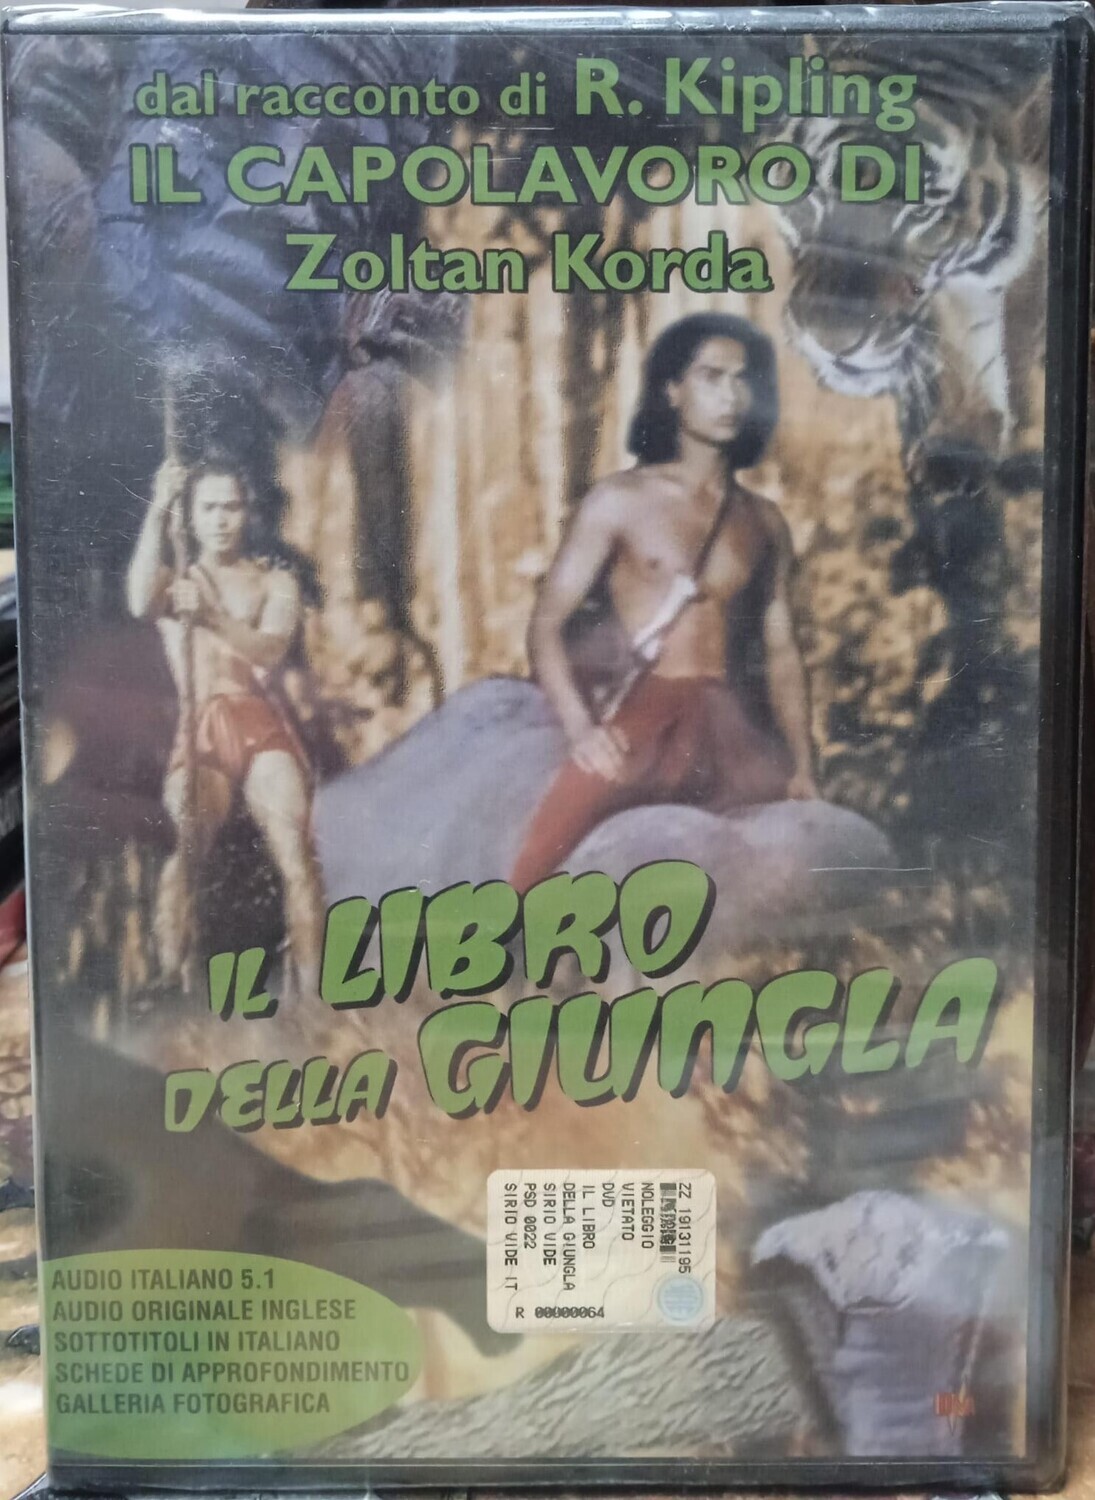 dal racconto di R. Kipling
IL CAPOLAVORO DI
Zoltan Korda
IL LIBRO
DELLA GIUNGLA
ZZ 19131195
NOLEGGIO
VIETATO
DVD
IL LIBRO
DELLA GIUNGLA
SIRIO VIDE
PSD 0022
SIRIO VIDE IT
R 00000064
AUDIO ITALIANO 5.1
AUDIO ORIGINALE INGLESE
SOTTOTITOLI IN ITALIANO
SCHEDE DI APPROFONDIMENTO
GALLERIA FOTOGRAFICA